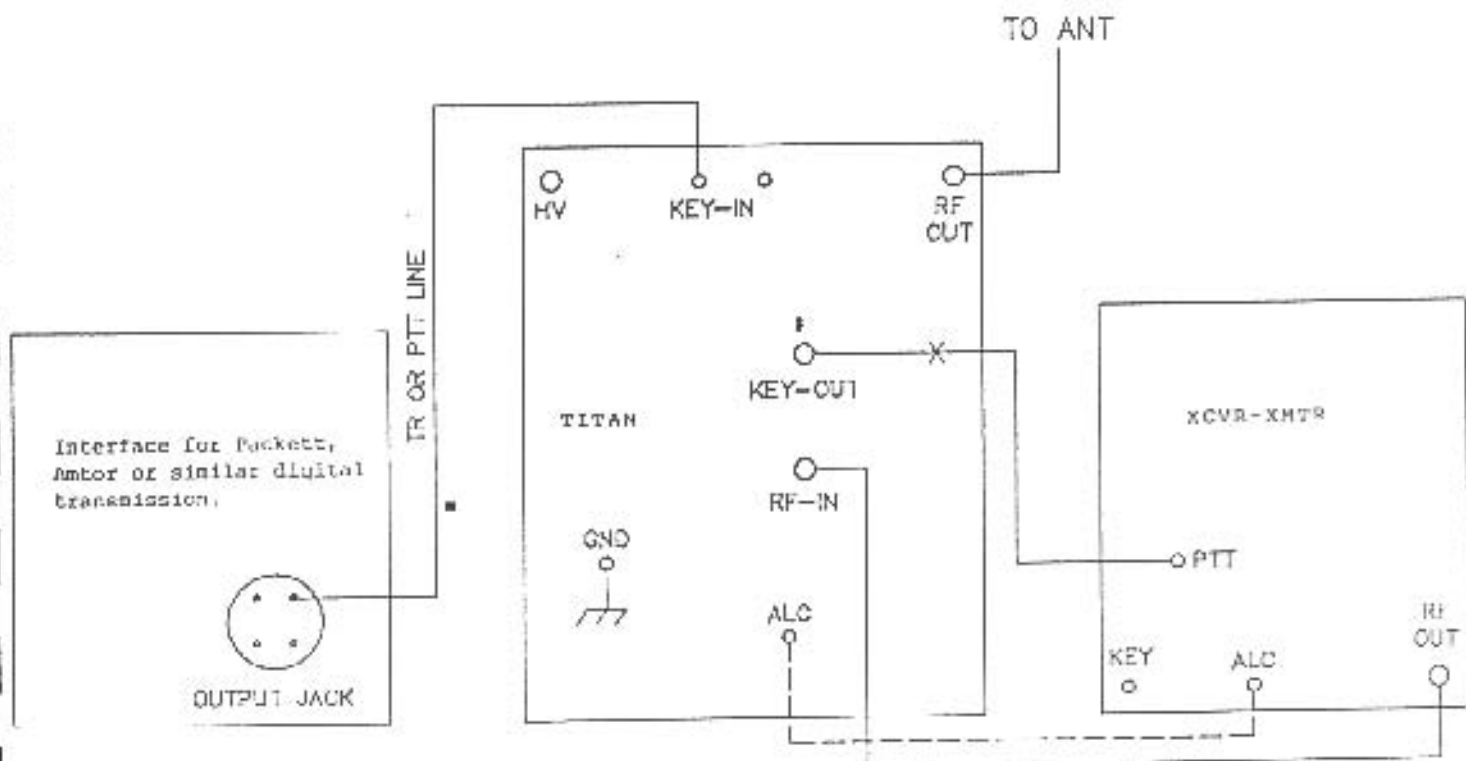 TO ANT
HV
KEY-IN
RF
OUT
TR OR PTT LINE
KEY-OUT
TITAN
XCVR-XMTR
Interface for Packett,
Amtor or similar digital
transmission.
RF-IN
GND
PTT
ALC
RF
OUT
KEY
ALC
OUTPUT JACK
X